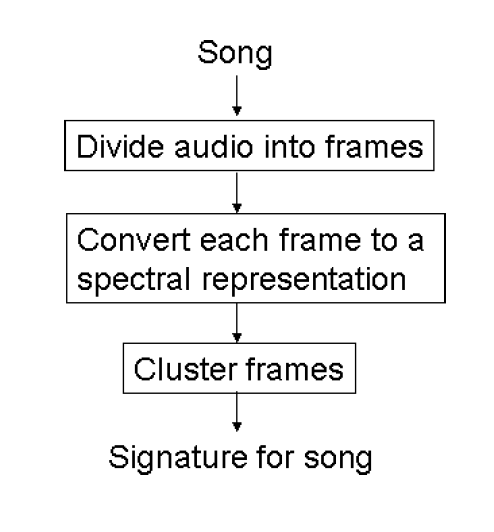 Song
Divide audio into frames
Convert each frame to a
spectral representation
Cluster frames
Signature for song